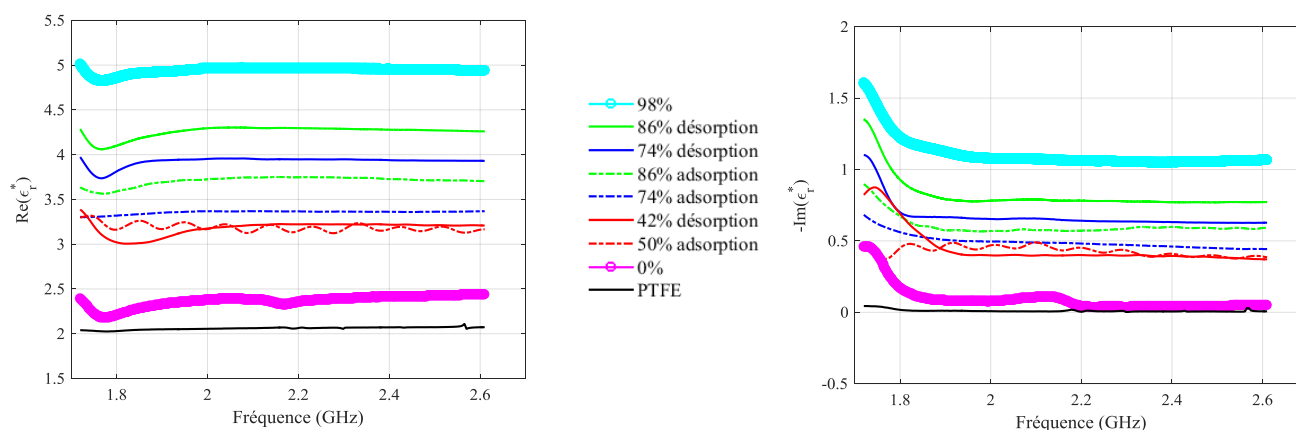 5.5
5
4.5
4
3.5
3
2.5
2
1.5
Re(ϵr*)
1.8
2
2.2
2.4
2.6
Fréquence (GHz)
98%
86% désorption
74% désorption
86% adsorption
74% adsorption
42% désorption
50% adsorption
0%
PTFE
2
1.5
1
0.5
0
-0.5
-Im(ϵr*)
1.8
2
2.2
2.4
2.6
Fréquence (GHz)